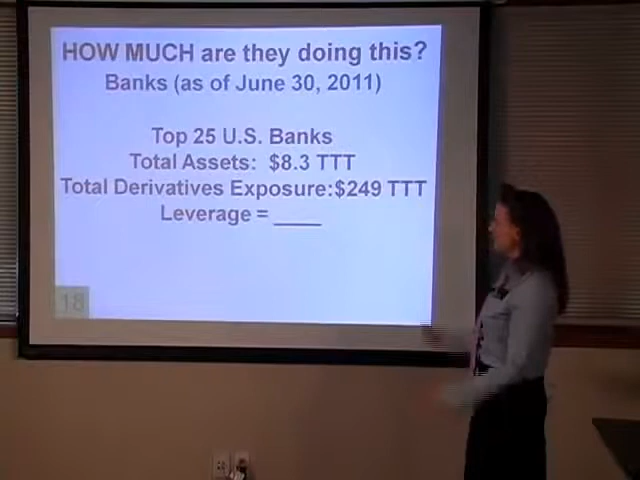 HOW MUCH are they doing this?
Banks (as of June 30, 2011)
Top 25 U.S. Banks
Total Assets: $8.3 TTT
Total Derivatives Exposure:$249 TTT
Leverage = ____
18